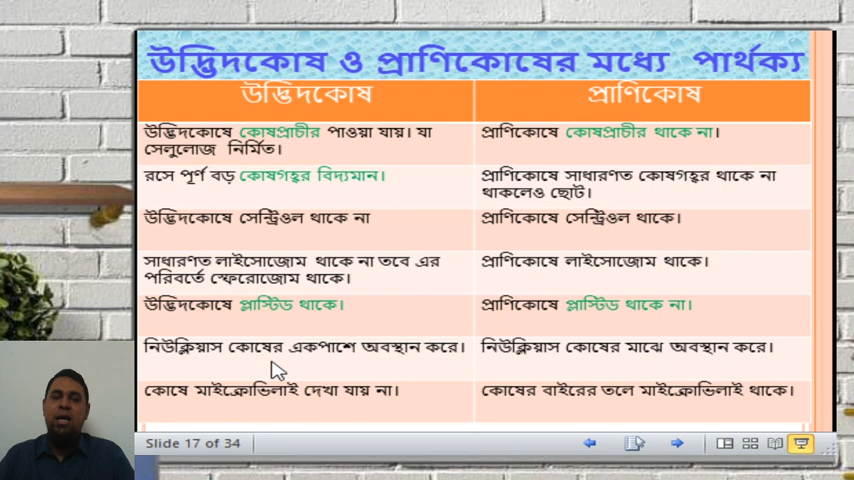 উদ্ভিদকোষ ও প্রাণিকোষের মধ্যে পার্থক্য
উদ্ভিদকোষ
প্রাণিকোষ
উদ্ভিদকোষে কোষপ্রাচীর পাওয়া যায়। যা
সেলুলোজ নির্মিত।
প্রাণিকোষে কোষপ্রাচীর থাকে না।
রসে পূর্ণ বড় কোষগহ্বর বিদ্যমান।
প্রাণিকোষে সাধারণত কোষগহ্বর থাকে না
থাকলেও ছোট।
উদ্ভিদকোষে সেন্ট্রিওল থাকে না
প্রাণিকোষে সেন্ট্রিওল থাকে।
সাধারণত লাইসোজোম থাকে না তবে এর
পরিবর্তে স্ফেরোজোম থাকে।
প্রাণিকোষে লাইসোজোম থাকে।
উদ্ভিদকোষে প্লাস্টিড থাকে।
প্রাণিকোষে প্লাস্টিড থাকে না।
নিউক্লিয়াস কোষের একপাশে অবস্থান করে।
নিউক্লিয়াস কোষের মাঝে অবস্থান করে।
কোষে মাইক্রোভিলাই দেখা যায় না।
কোষের বাইরের তলে মাইক্রোভিলাই থাকে।
Slide 17 of 34